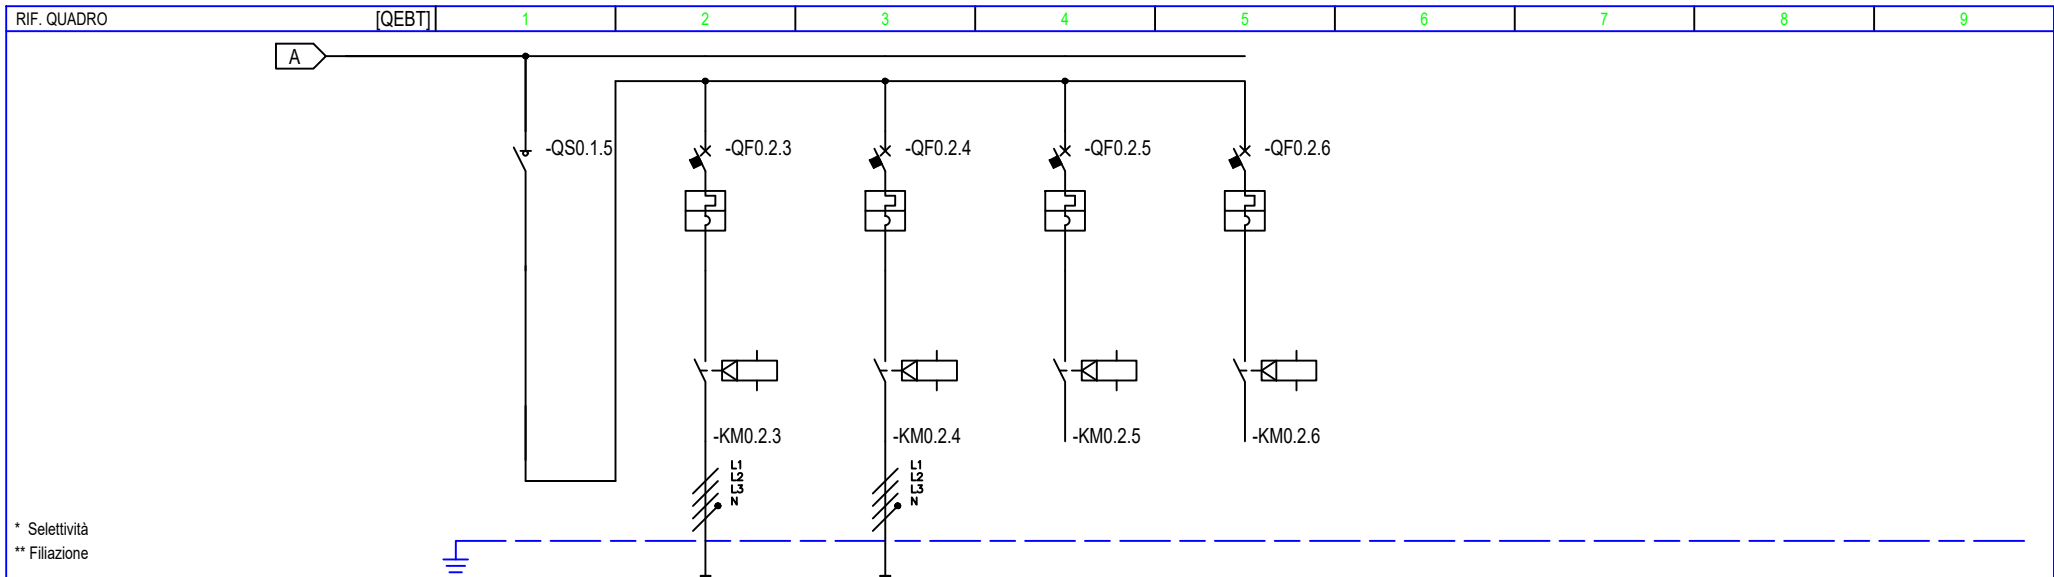 RIF. QUADRO [QEBT] 1 2 3 4 5 6 7 8 9
A
-QS0.1.5 -QF0.2.3 -QF0.2.4 -QF0.2.5 -QF0.2.6
-KM0.2.3 -KM0.2.4 -KM0.2.5 -KM0.2.6
L1 L1
L2 L2
L3 L3
N N
* Selettività
** Filiazione